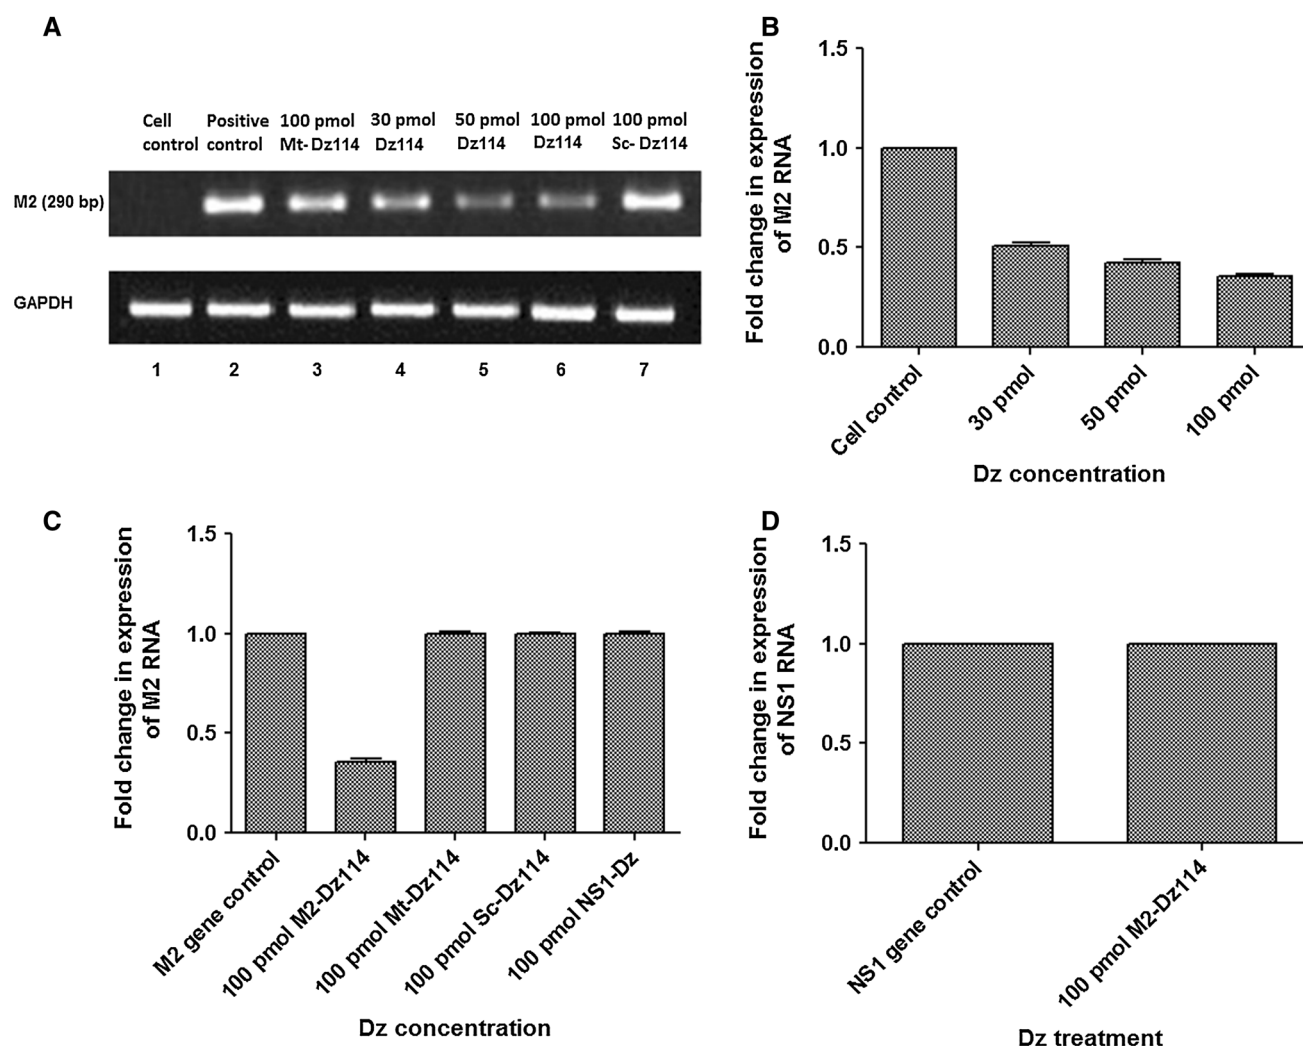 A
Cell control
Positive control
100 pmol Mt- Dz114
30 pmol Dz114
50 pmol Dz114
100 pmol Dz114
100 pmol Sc- Dz114
M2 (290 bp)
GAPDH
1 2 3 4 5 6 7
B
Fold change in expression
of M2 RNA
1.5
1.0
0.5
0.0
Cell control
30 pmol
50 pmol
100 pmol
Dz concentration
C
Fold change in expression
of M2 RNA
1.5
1.0
0.5
0.0
M2 gene control
100 pmol M2-Dz114
100 pmol Mt-Dz114
100 pmol Sc-Dz114
100 pmol NS1-Dz
Dz concentration
D
Fold change in expression
of NS1 RNA
1.5
1.0
0.5
0.0
NS1 gene control
100 pmol M2-Dz114
Dz treatment